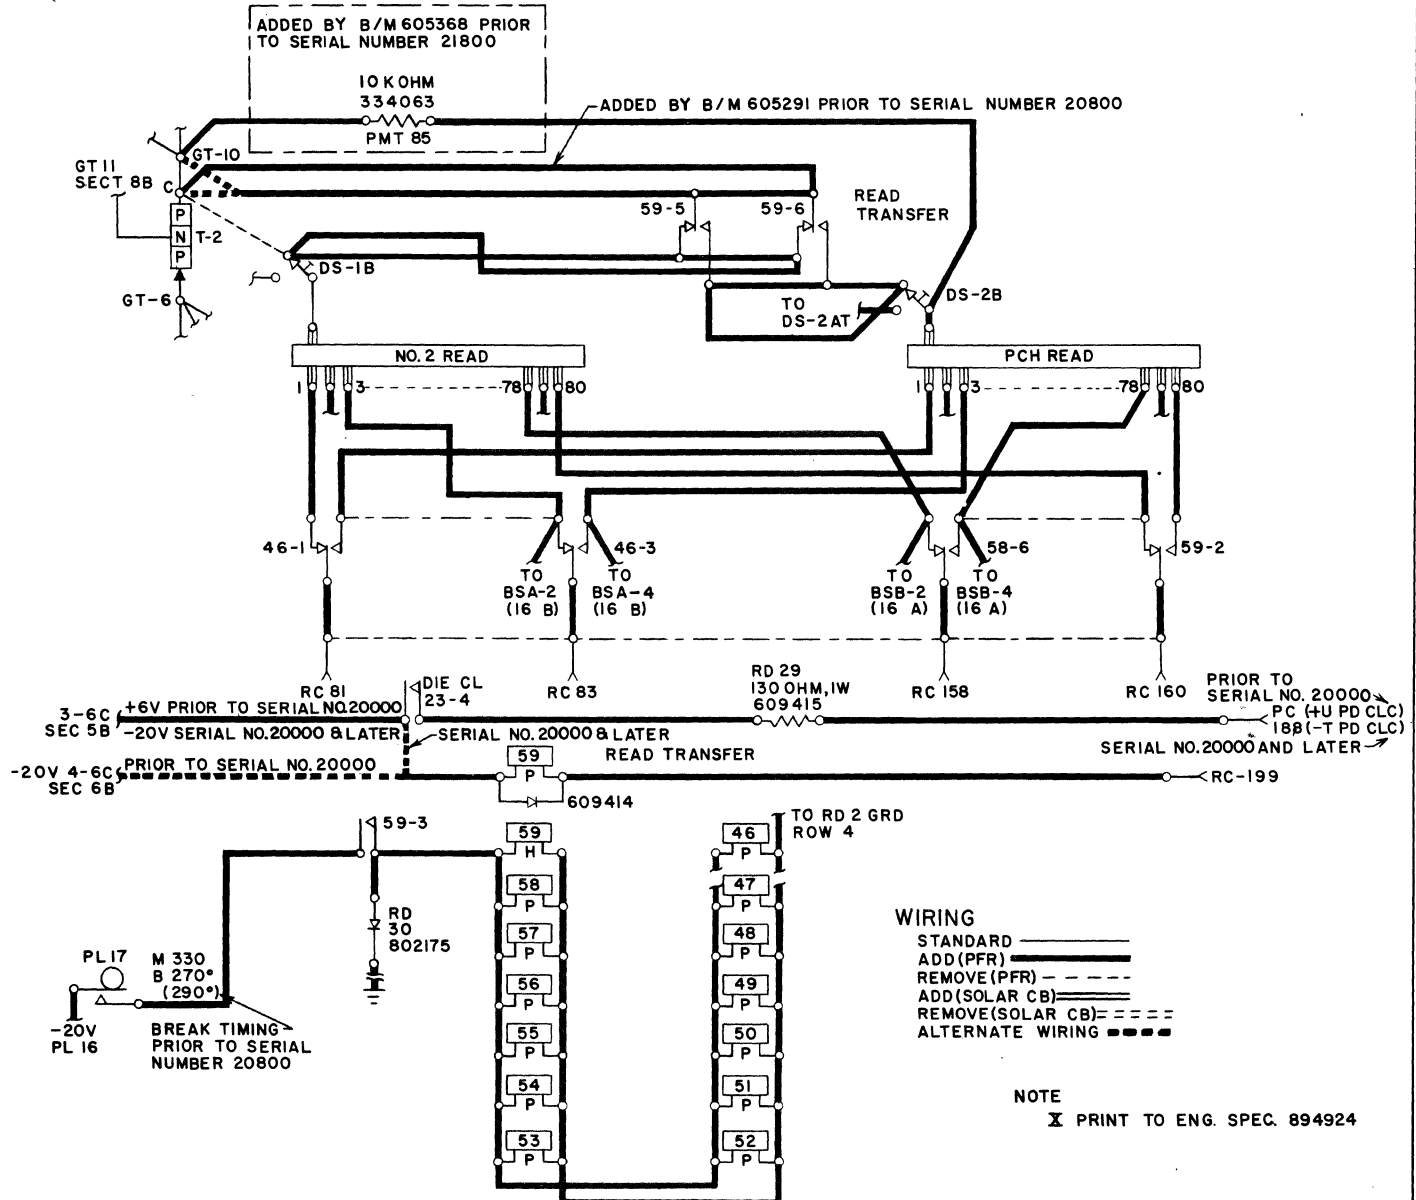 ADDED BY B/M 605368 PRIOR
TO SERIAL NUMBER 21800
10 K OHM
334063
PMT 85
ADDED BY B/M 605291 PRIOR TO SERIAL NUMBER 20800
GT-10
GT 11
SECT 8B
C
P
N
P
T-2
GT-6
59-5
59-6
READ
TRANSFER
DS-1B
DS-2B
TO
DS-2AT
NO. 2 READ
PCH READ
1
3
78
80
1
3
78
80
46-1
46-3
58-6
59-2
TO
BSA-2
(16 B)
TO
BSA-4
(16 B)
TO
BSB-2
(16 A)
TO
BSB-4
(16 A)
RC 81
RC 83
RC 158
RC 160
DIE CL
23-4
RD 29
130 OHM, 1W
609415
PRIOR TO
SERIAL NO. 20000
PC (+U PD CLC)
18B (-T PD CLC)
SERIAL NO. 20000 AND LATER
3-6C
SEC 5B
+6V PRIOR TO SERIAL NO. 20000
-20V SERIAL NO. 20000 & LATER
SERIAL NO. 20000 & LATER
-20V 4-6C
SEC 6B
PRIOR TO SERIAL NO. 20000
READ TRANSFER
59
P
609414
RC-199
59-3
TO RD 2 GRD
ROW 4
59
H
46
P
58
P
47
P
57
P
48
P
56
P
49
P
55
P
50
P
54
P
51
P
53
P
52
P
RD
30
802175
PL 17
M 330
B 270°
(290°)
-20V
PL 16
BREAK TIMING
PRIOR TO SERIAL
NUMBER 20800
WIRING
STANDARD
ADD (PFR)
REMOVE (PFR)
ADD (SOLAR CB)
REMOVE (SOLAR CB)
ALTERNATE WIRING
NOTE
X PRINT TO ENG. SPEC. 894924